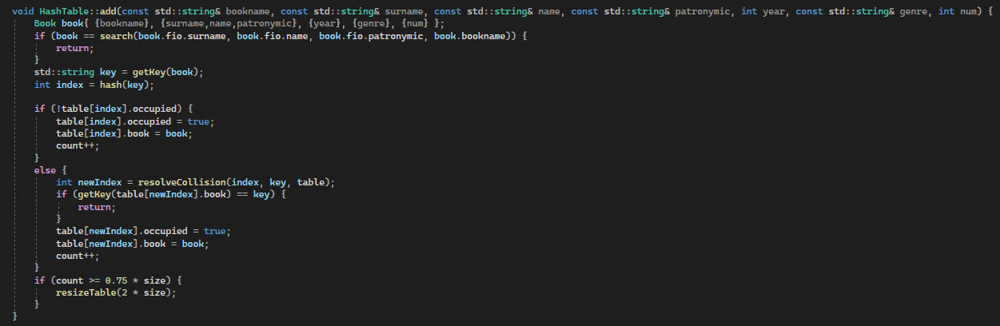 void HashTable::add(const std::string& bookname, const std::string& surname, const std::string& name, const std::string& patronymic, int year, const std::string& genre, int num) {
    Book book{ {bookname}, {surname,name,patronymic}, {year}, {genre}, {num} };
    if (book == search(book.fio.surname, book.fio.name, book.fio.patronymic, book.bookname)) {
        return;
    }
    std::string key = getKey(book);
    int index = hash(key);

    if (!table[index].occupied) {
        table[index].occupied = true;
        table[index].book = book;
        count++;
    }
    else {
        int newIndex = resolveCollision(index, key, table);
        if (getKey(table[newIndex].book) == key) {
            return;
        }
        table[newIndex].occupied = true;
        table[newIndex].book = book;
        count++;
    }
    if (count >= 0.75 * size) {
        resizeTable(2 * size);
    }
}